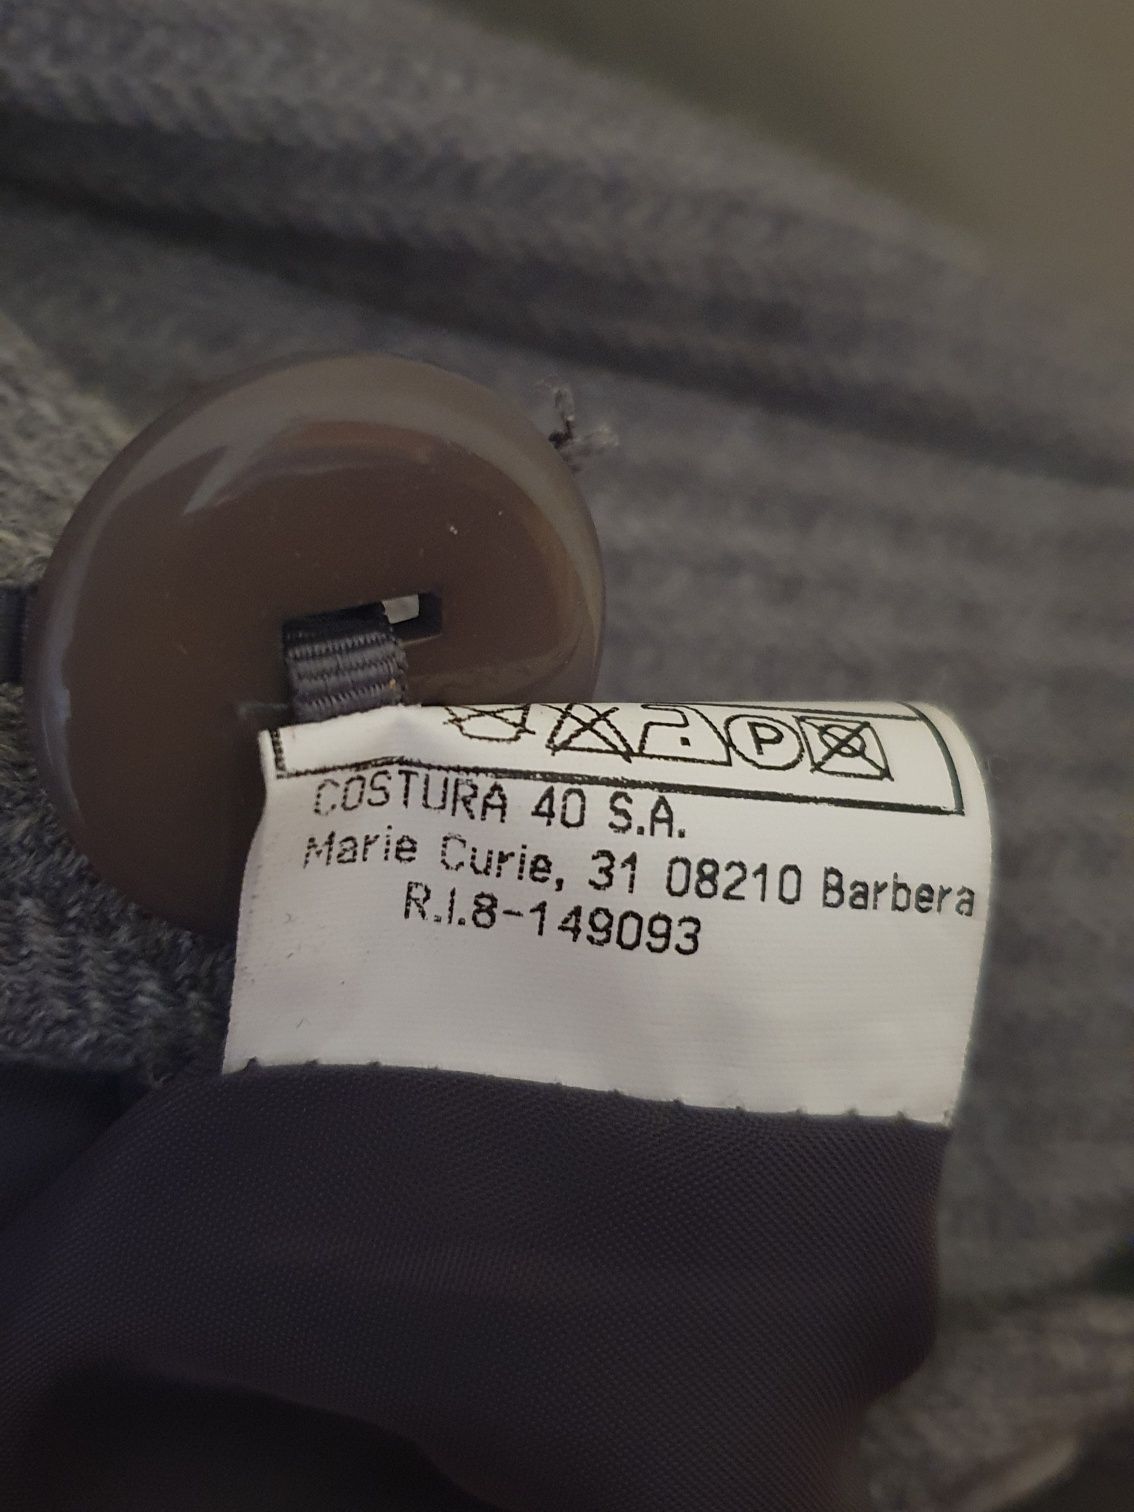 P
COSTURA 40 S.A.
Marie Curie, 31 08210 Barbera
R.I.8-149093